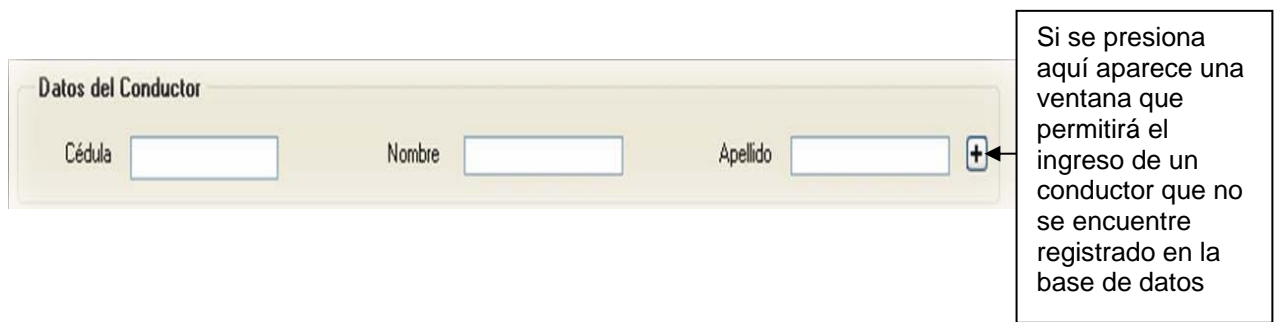 Datos del Conductor
Cédula
Nombre
Apellido
+
Si se presiona
aquí aparece una
ventana que
permitirá el
ingreso de un
conductor que no
se encuentre
registrado en la
base de datos